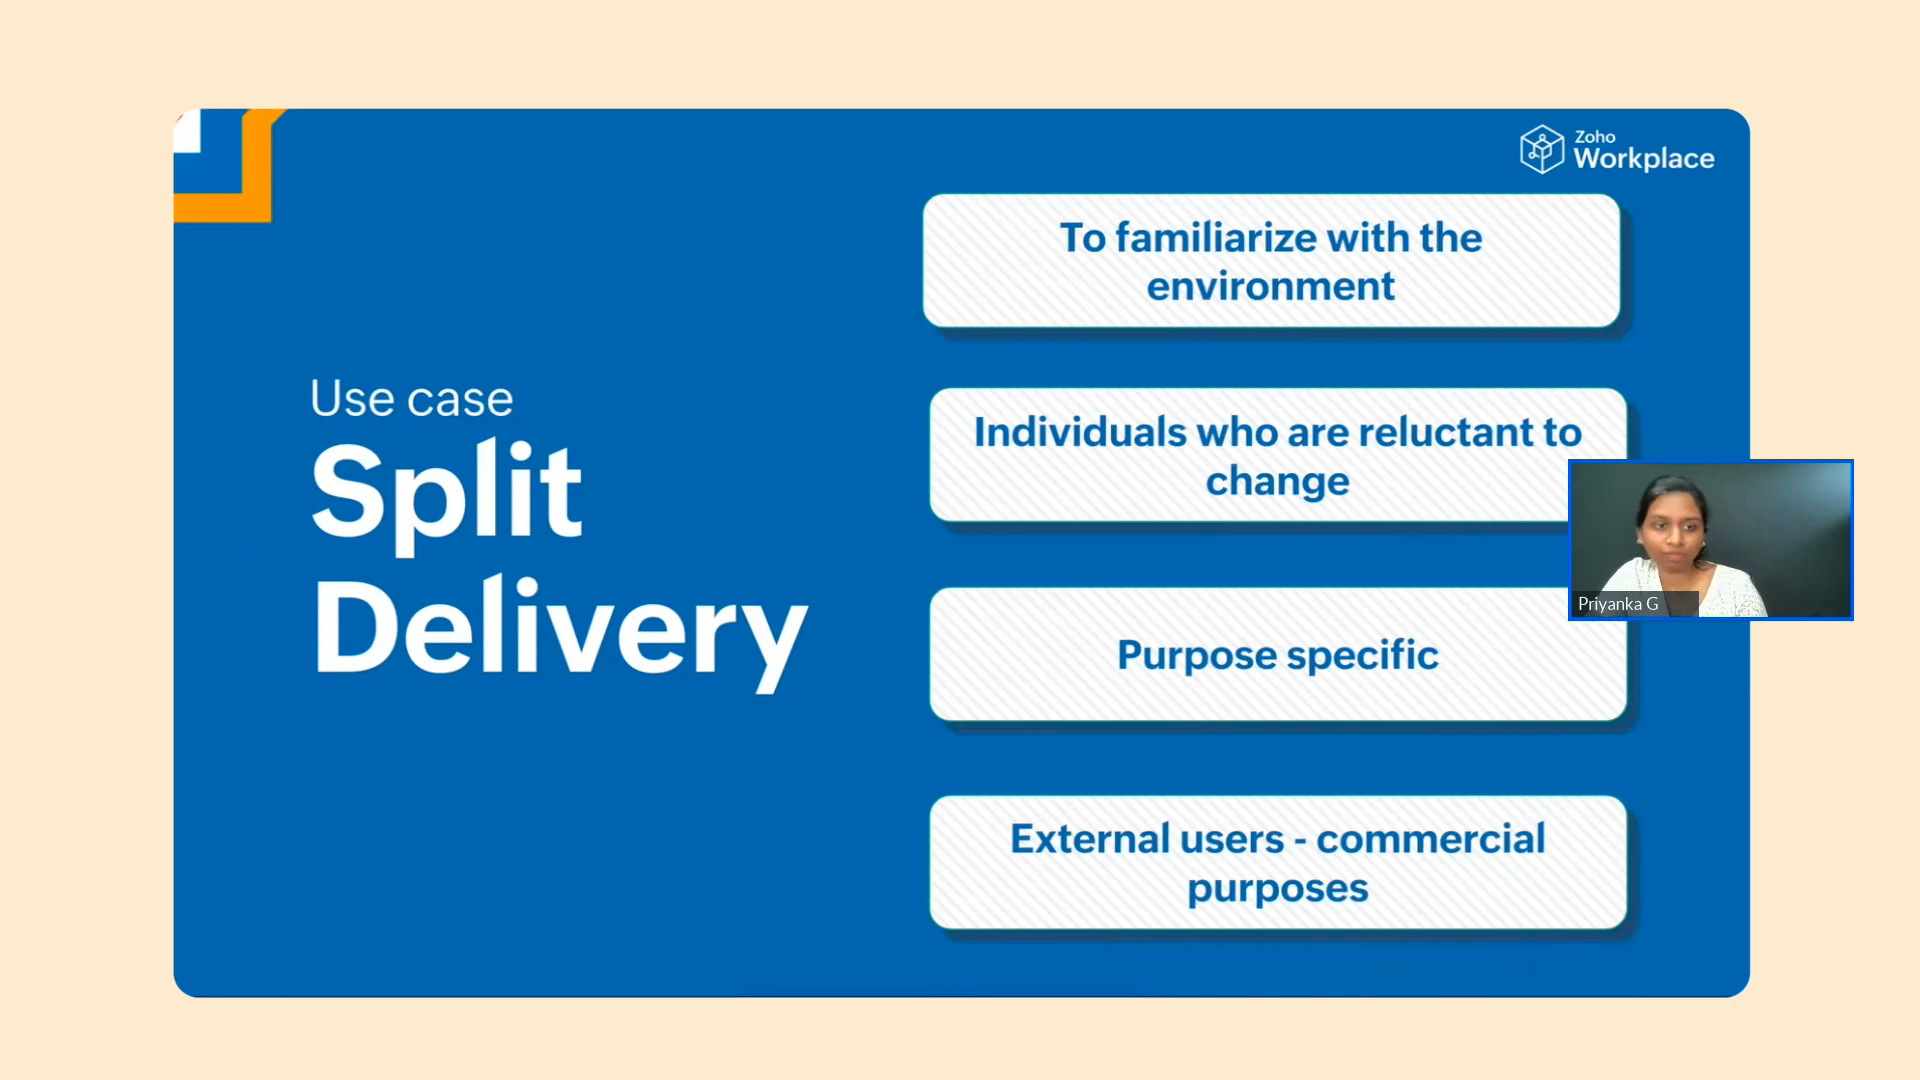 Zoho
Workplace
Use case
Split
Delivery
To familiarize with the
environment
Individuals who are reluctant to
change
Purpose specific
External users - commercial
purposes
Priyanka G